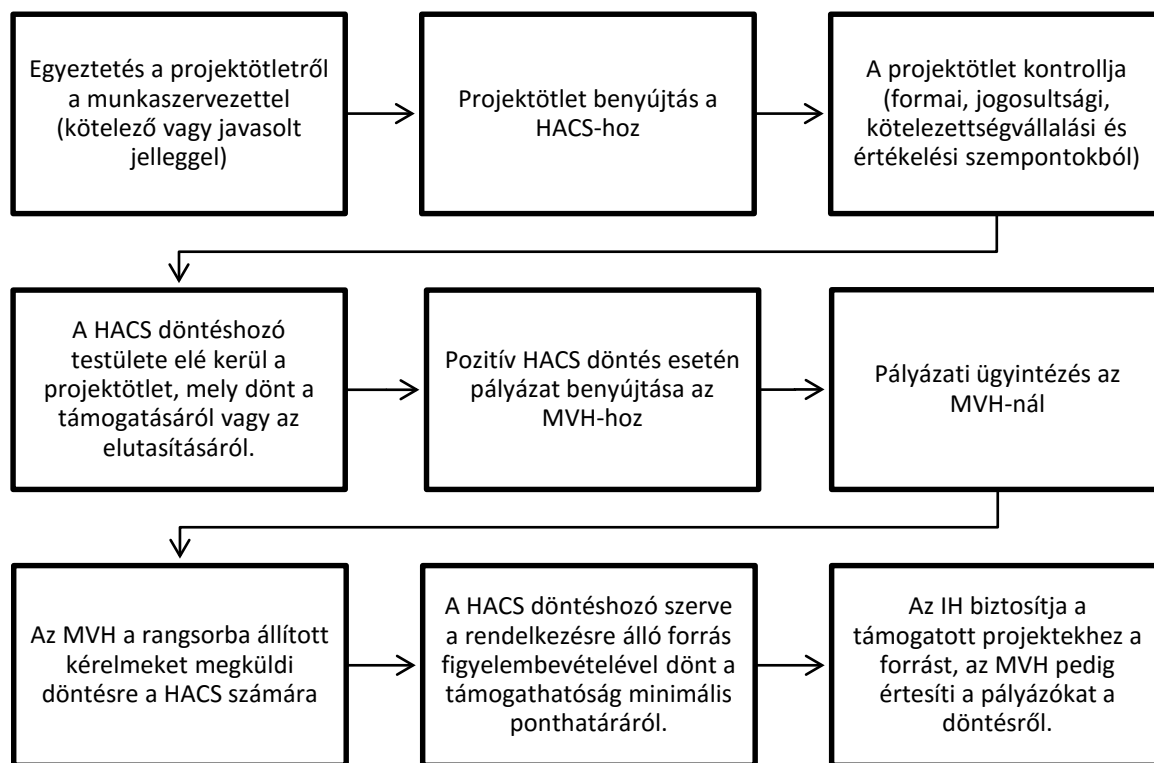 Egyeztetés a projektötletről
a munkaszervezettel
(kötelező vagy javasolt
jelleggel)
Projektötlet benyújtás a
HACS-hoz
A projektötlet kontrollja
(formai, jogosultsági,
kötelezettségvállalási és
értékelési szempontokból)
A HACS döntéshozó
testülete elé kerül a
projektötlet, mely dönt a
támogatásáról vagy az
elutasításáról.
Pozitív HACS döntés esetén
pályázat benyújtása az
MVH-hoz
Pályázati ügyintézés az
MVH-nál
Az MVH a rangsorba állított
kérelmeket megküldi
döntésre a HACS számára
A HACS döntéshozó szerve
a rendelkezésre álló forrás
figyelembevételével dönt a
támogathatóság minimális
ponthatáráról.
Az IH biztosítja a
támogatott projektekhez a
forrást, az MVH pedig
értesíti a pályázókat a
döntésről.